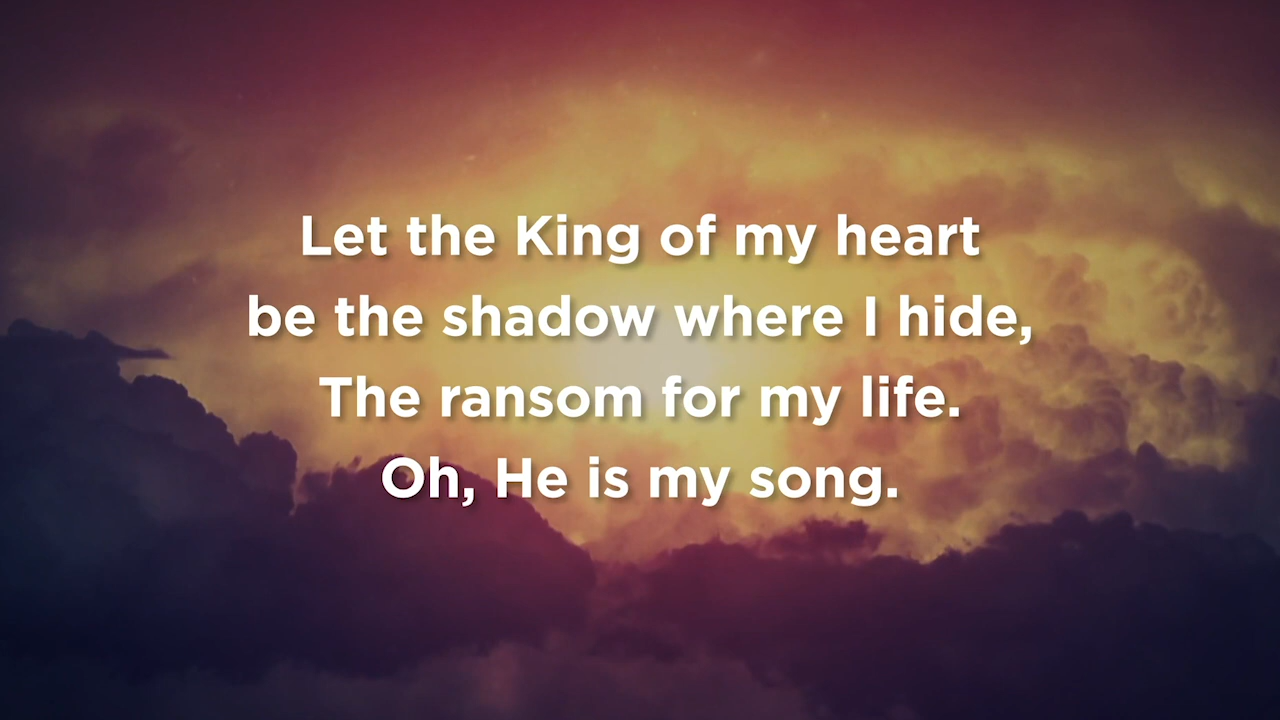 Let the King of my heart
be the shadow where I hide,
The ransom for my life.
Oh, He is my song.